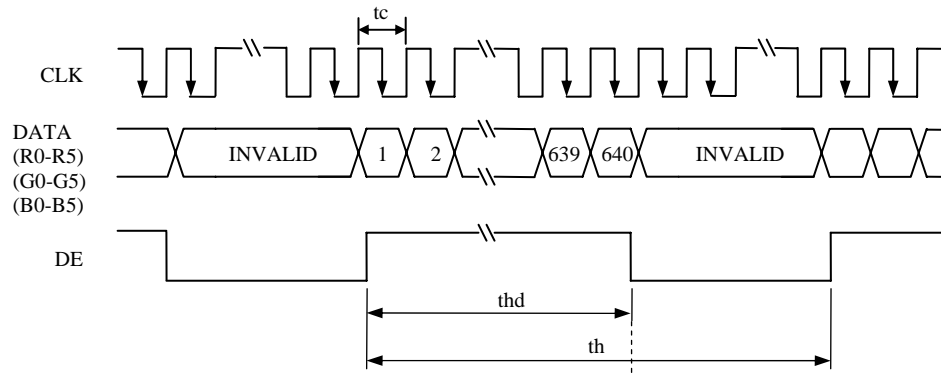 tc
CLK
DATA
(R0-R5)
(G0-G5)
(B0-B5)
INVALID 1 2 639 640 INVALID
DE
thd
th